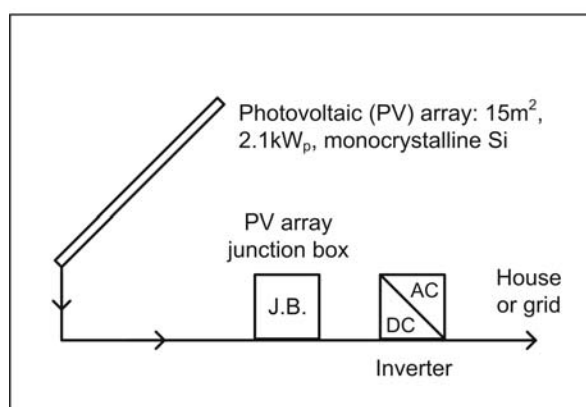 Photovoltaic (PV) array: 15m²,
2.1kWₚ, monocrystalline Si
PV array
junction box
J.B.
AC
DC
Inverter
House
or grid